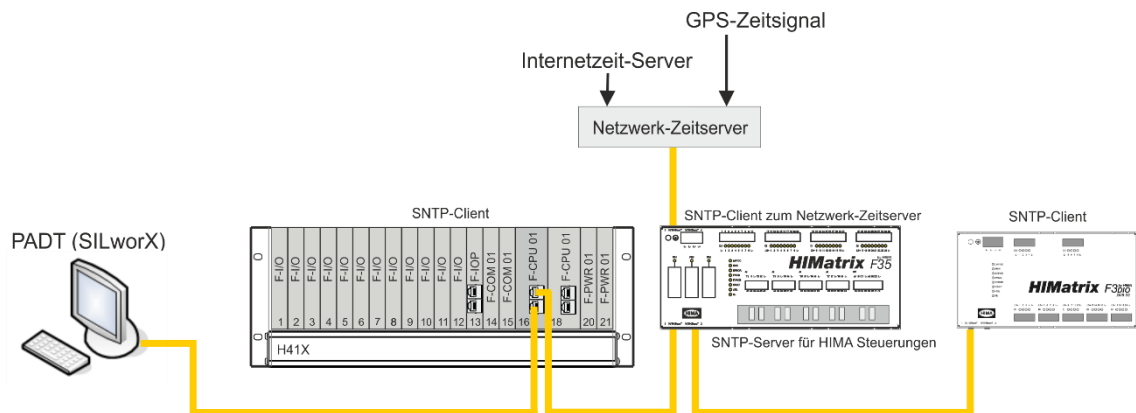 GPS-Zeitsignal
Internetzeit-Server
Netzwerk-Zeitserver
SNTP-Client
SNTP-Client zum Netzwerk-Zeitserver
SNTP-Client
PADT (SILworX)
F-I/O F-I/O F-I/O F-I/O F-I/O F-I/O F-I/O F-I/O F-I/O F-I/O F-I/O F-I/O F-IOP F-COM 01 F-COM 01 F-CPU 01 F-CPU 01 F-PWR 01 F-PWR 01
1 2 3 4 5 6 7 8 9 10 11 12 13 14 15 16 18 20 21
H41X
HIMatrix F35
HIMA
HIMatrix
HIMA
SNTP-Server für HIMA Steuerungen